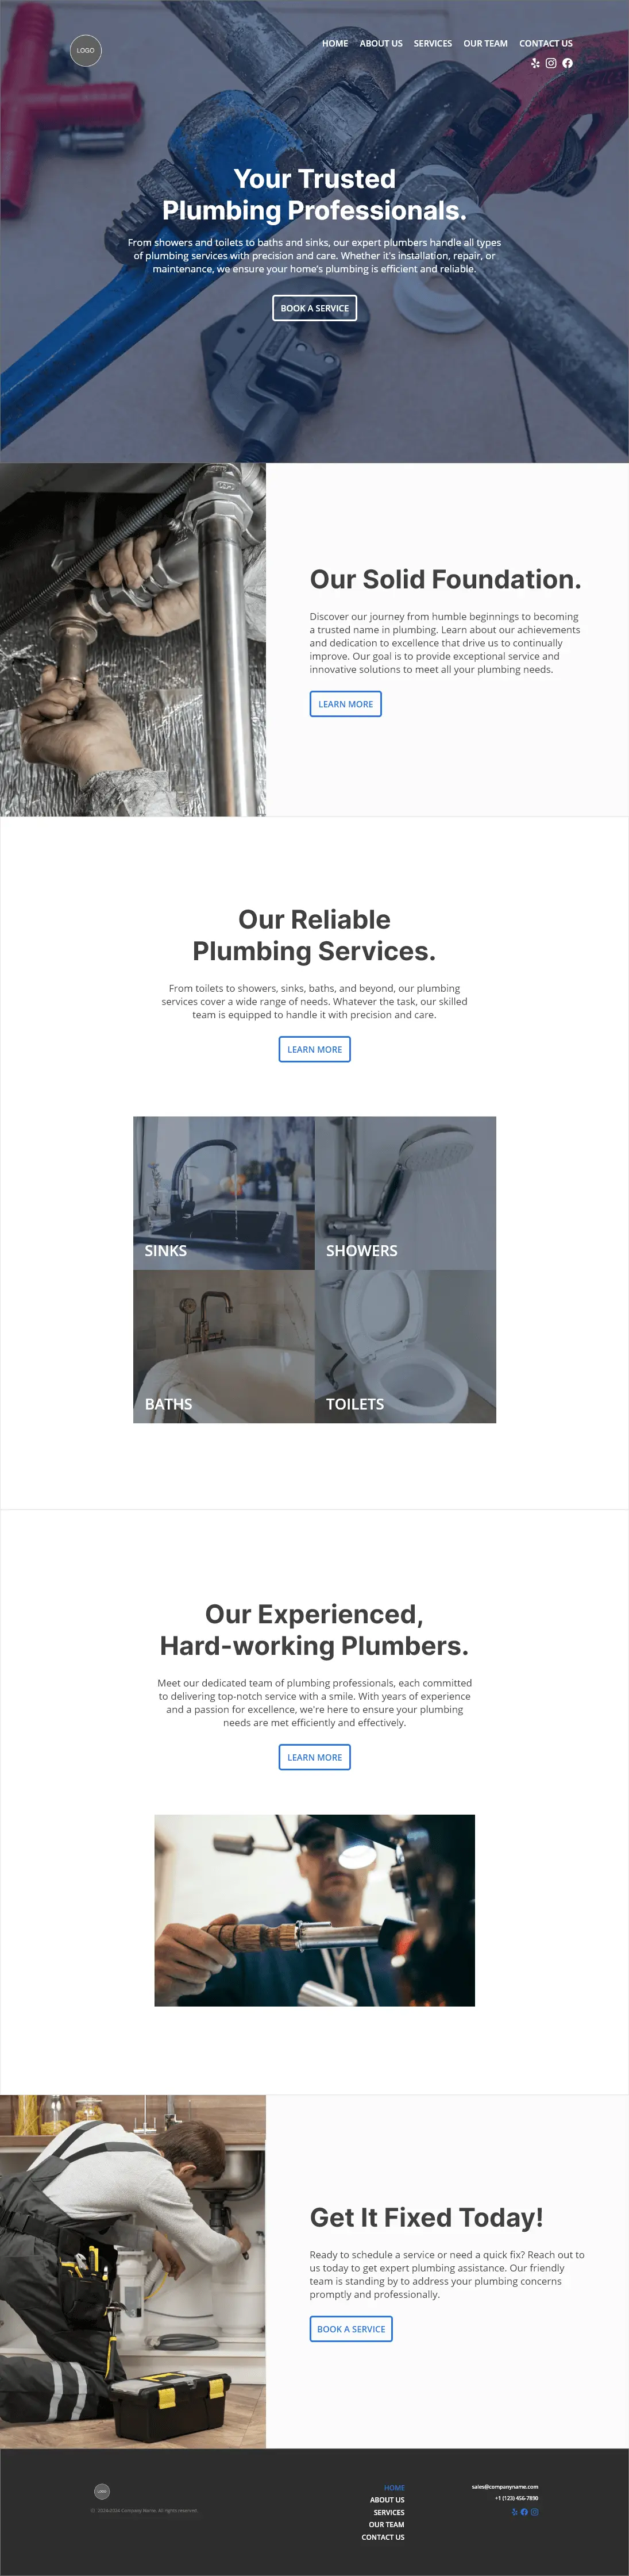 LOGO
HOME ABOUT US SERVICES OUR TEAM CONTACT US
Your Trusted
Plumbing Professionals.
From showers and toilets to baths and sinks, our expert plumbers handle all types
of plumbing services with precision and care. Whether it's installation, repair, or
maintenance, we ensure your home's plumbing is efficient and reliable.
BOOK A SERVICE
Our Solid Foundation.
Discover our journey from humble beginnings to becoming
a trusted name in plumbing. Learn about our achievements
and dedication to excellence that drive us to continually
improve. Our goal is to provide exceptional service and
innovative solutions to meet all your plumbing needs.
LEARN MORE
Our Reliable
Plumbing Services.
From toilets to showers, sinks, baths, and beyond, our plumbing
services cover a wide range of needs. Whatever the task, our skilled
team is equipped to handle it with precision and care.
LEARN MORE
SINKS
SHOWERS
BATHS
TOILETS
Our Experienced,
Hard-working Plumbers.
Meet our dedicated team of plumbing professionals, each committed
to delivering top-notch service with a smile. With years of experience
and a passion for excellence, we're here to ensure your plumbing
needs are met efficiently and effectively.
LEARN MORE
Get It Fixed Today!
Ready to schedule a service or need a quick fix? Reach out to
us today to get expert plumbing assistance. Our friendly
team is standing by to address your plumbing concerns
promptly and professionally.
BOOK A SERVICE
LOGO
© 2024-2024 Company Name. All rights reserved.
HOME
ABOUT US
SERVICES
OUR TEAM
CONTACT US
sales@companyname.com
+1 (123) 456-7890